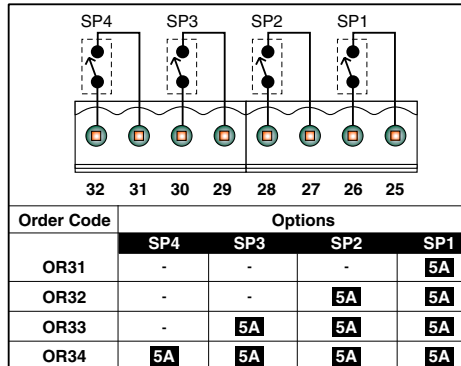 SP4 SP3 SP2 SP1
32 31 30 29 28 27 26 25
Order Code Options
SP4 SP3 SP2 SP1
OR31 - - - 5A
OR32 - - 5A 5A
OR33 - 5A 5A 5A
OR34 5A 5A 5A 5A